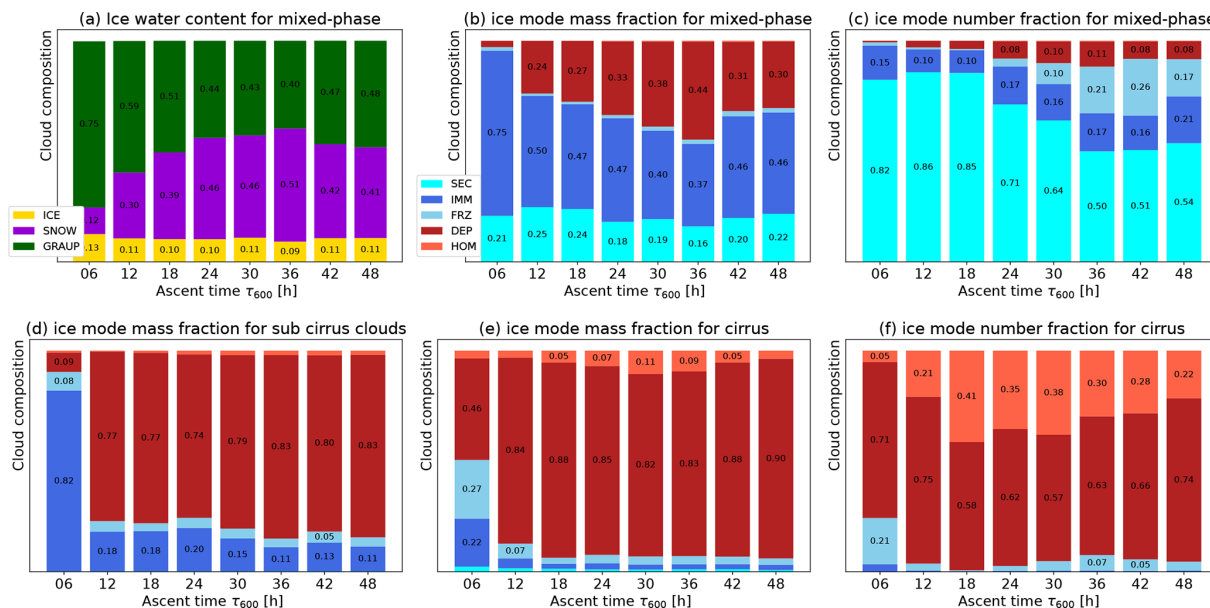 (a) Ice water content for mixed-phase
Cloud composition
0.75 0.59 0.51 0.44 0.43 0.40 0.47 0.48
0.12 0.30 0.39 0.46 0.46 0.51 0.42 0.41
0.13 0.11 0.10 0.10 0.11 0.09 0.11 0.11
ICE
SNOW
GRAUP
06 12 18 24 30 36 42 48
Ascent time τ600 [h]
(b) ice mode mass fraction for mixed-phase
Cloud composition
0.24 0.27 0.33 0.38 0.44 0.31 0.30
0.75 0.50 0.47 0.47 0.40 0.37 0.46 0.46
0.21 0.25 0.24 0.18 0.19 0.16 0.20 0.22
SEC
IMM
FRZ
DEP
HOM
06 12 18 24 30 36 42 48
Ascent time τ600 [h]
(c) ice mode number fraction for mixed-phase
Cloud composition
0.08 0.10 0.11 0.08 0.08
0.10 0.21 0.26 0.17
0.15 0.10 0.10 0.17 0.16 0.17 0.16 0.21
0.82 0.86 0.85 0.71 0.64 0.50 0.51 0.54
06 12 18 24 30 36 42 48
Ascent time τ600 [h]
(d) ice mode mass fraction for sub cirrus clouds
Cloud composition
0.09 0.77 0.77 0.74 0.79 0.83 0.80 0.83
0.08 0.05
0.82 0.18 0.18 0.20 0.15 0.11 0.13 0.11
06 12 18 24 30 36 42 48
Ascent time τ600 [h]
(e) ice mode mass fraction for cirrus
Cloud composition
0.05 0.07 0.11 0.09 0.05
0.46 0.84 0.88 0.85 0.82 0.83 0.88 0.90
0.27 0.07
0.22
06 12 18 24 30 36 42 48
Ascent time τ600 [h]
(f) ice mode number fraction for cirrus
Cloud composition
0.05 0.21 0.41 0.35 0.38 0.30 0.28 0.22
0.71 0.75 0.58 0.62 0.57 0.63 0.66 0.74
0.21 0.07 0.05
06 12 18 24 30 36 42 48
Ascent time τ600 [h]